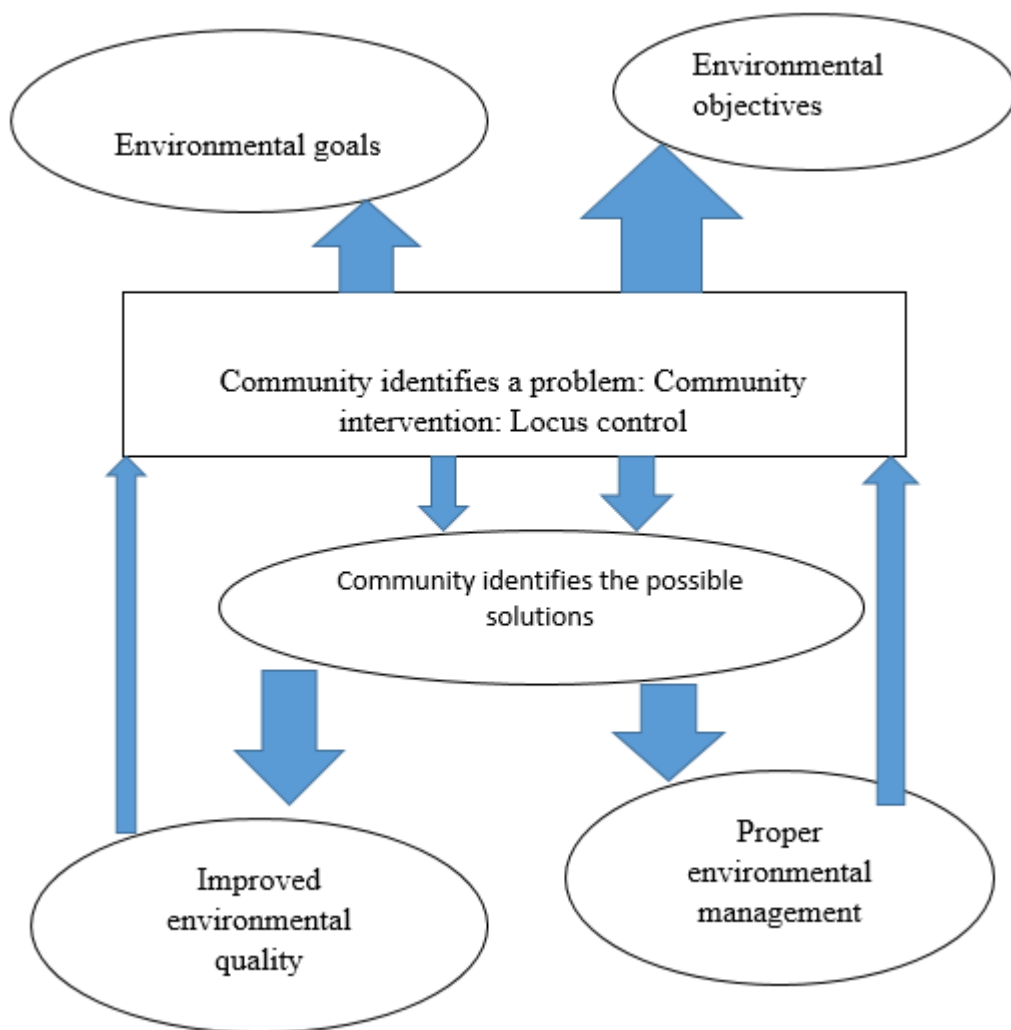 Environmental goals
Environmental
objectives
Community identifies a problem: Community
intervention: Locus control
Community identifies the possible
solutions
Improved
environmental
quality
Proper
environmental
management